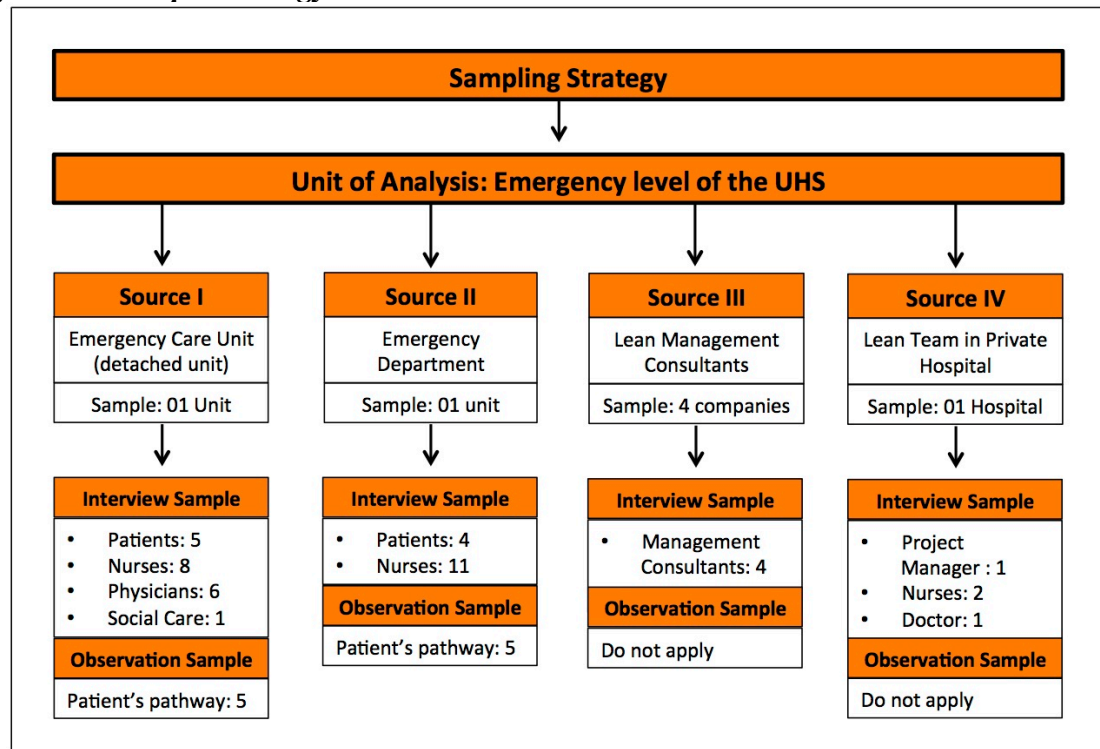 Sampling Strategy
Unit of Analysis: Emergency level of the UHS
Source I
Emergency Care Unit
(detached unit)
Sample: 01 Unit
Interview Sample
• Patients: 5
• Nurses: 8
• Physicians: 6
• Social Care: 1
Observation Sample
Patient's pathway: 5
Source II
Emergency
Department
Sample: 01 unit
Interview Sample
• Patients: 4
• Nurses: 11
Observation Sample
Patient's pathway: 5
Source III
Lean Management
Consultants
Sample: 4 companies
Interview Sample
• Management
Consultants: 4
Observation Sample
Do not apply
Source IV
Lean Team in Private
Hospital
Sample: 01 Hospital
Interview Sample
• Project
Manager : 1
• Nurses: 2
• Doctor: 1
Observation Sample
Do not apply